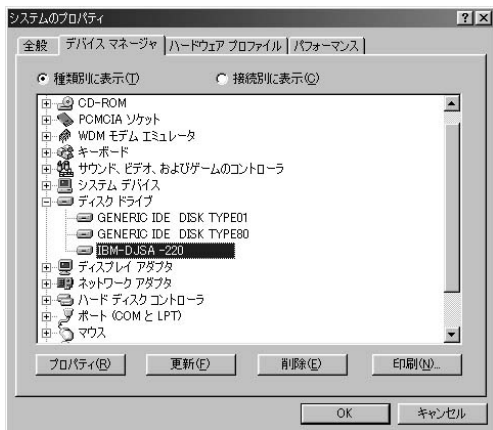 システムのプロパティ
全般 デバイス マネージャ ハードウェア プロファイル パフォーマンス
種類別に表示(T) 接続別に表示(C)
CD-ROM
PCMCIA ソケット
WDM モデム エミュレータ
キーボード
サウンド、ビデオ、およびゲームのコントローラ
システム デバイス
ディスク ドライブ
GENERIC IDE DISK TYPE01
GENERIC IDE DISK TYPE80
IBM-DJSA -220
ディスプレイ アダプタ
ネットワーク アダプタ
ハード ディスク コントローラ
ポート (COM と LPT)
マウス
プロパティ(R) 更新(F) 削除(E) 印刷(N)...
OK キャンセル